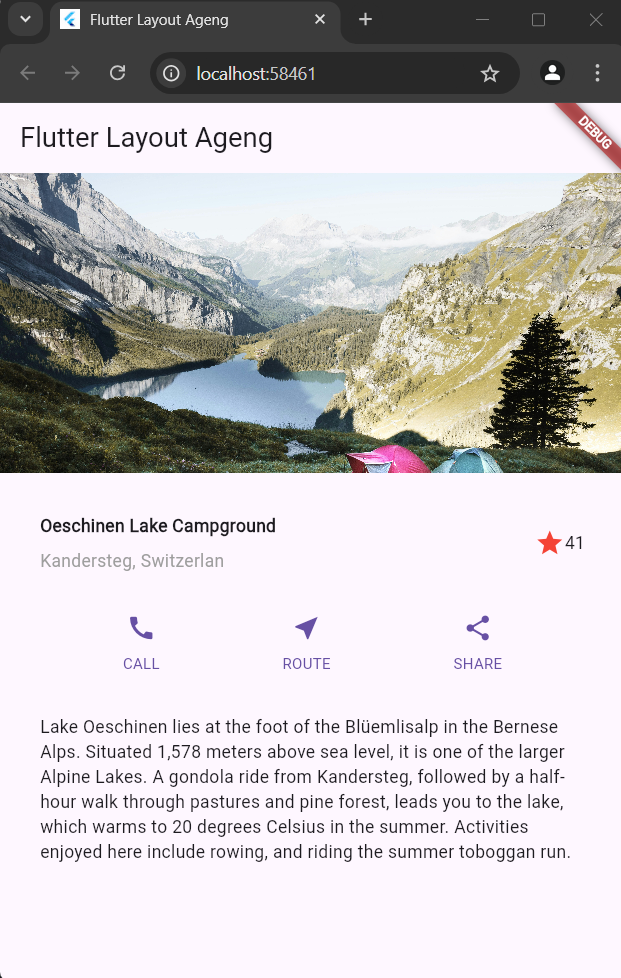 Flutter Layout Ageng
localhost:58461
Flutter Layout Ageng
DEBUG
Oeschinen Lake Campground
41
Kandersteg, Switzerlan
CALL
ROUTE
SHARE
Lake Oeschinen lies at the foot of the Blüemlisalp in the Bernese
Alps. Situated 1,578 meters above sea level, it is one of the larger
Alpine Lakes. A gondola ride from Kandersteg, followed by a half-
hour walk through pastures and pine forest, leads you to the lake,
which warms to 20 degrees Celsius in the summer. Activities
enjoyed here include rowing, and riding the summer toboggan run.